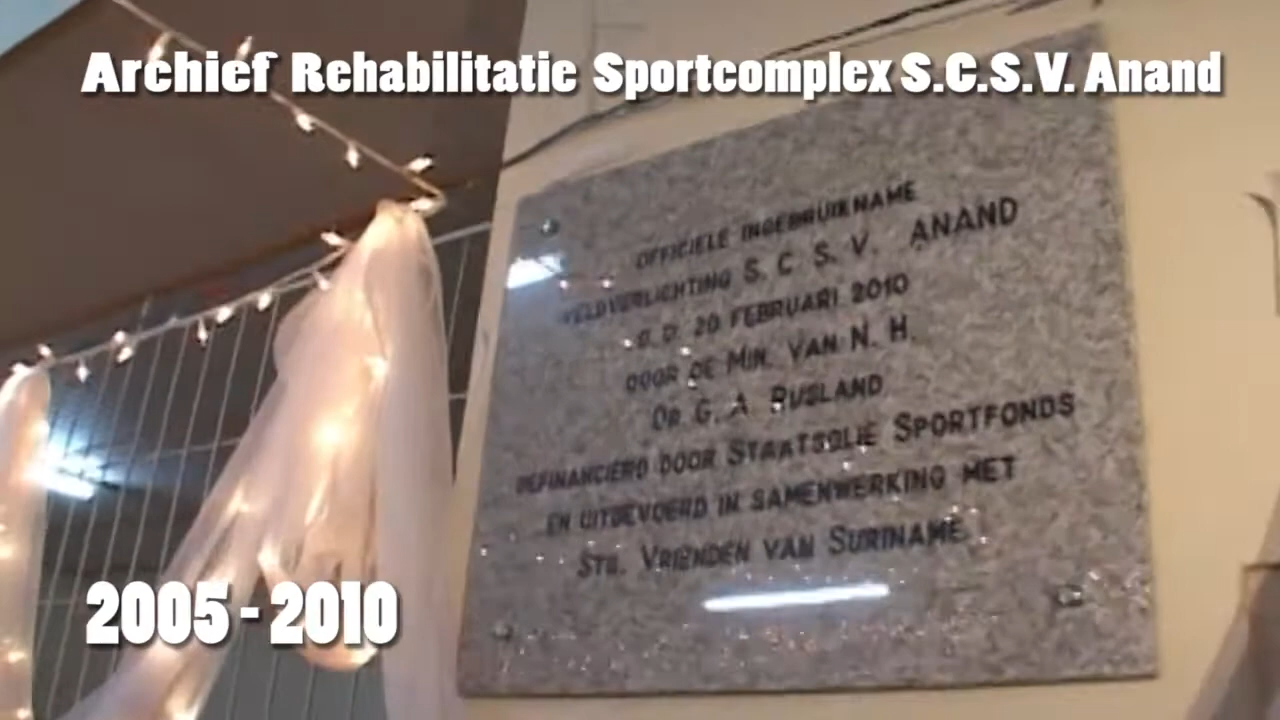 Archief Rehabilitatie Sportcomplex S.C.S.V. Anand
OFFICIELE INGEBRUIKNAME
VELDVERLICHTING S. C. S. V. ANAND
D. D. 20 FEBRUARI 2010
DOOR DE MIN. VAN N. H.
DR. G. A. RUSLAND
GEFINANCIERD DOOR STAATSOLIE SPORTFONDS
EN UITGEVOERD IN SAMENWERKING MET
STG. VRIENDEN VAN SURINAME
2005 - 2010